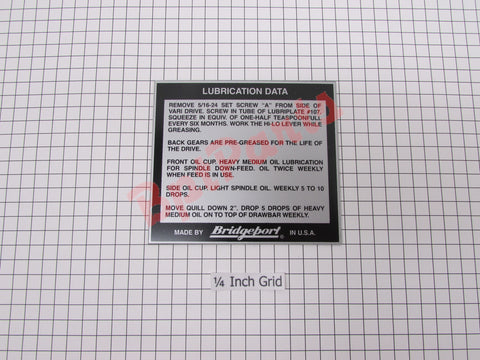 LUBRICATION DATA
REMOVE 5/16-24 SET SCREW "A" FROM SIDE OF
VARI DRIVE. SCREW IN TUBE OF LUBRIPLATE #107,
SQUEEZE IN EQUIV. OF ONE-HALF TEASPOONFULL
EVERY SIX MONTHS. WORK THE HI-LO LEVER WHILE
GREASING.
BACK GEARS ARE PRE-GREASED FOR THE LIFE OF
THE DRIVE.
FRONT OIL CUP. HEAVY MEDIUM OIL LUBRICATION
FOR SPINDLE DOWN-FEED. OIL TWICE WEEKLY
WHEN FEED IS IN USE.
SIDE OIL CUP. LIGHT SPINDLE OIL. WEEKLY 5 TO 10
DROPS.
MOVE QUILL DOWN 2". DROP 5 DROPS OF HEAVY
MEDIUM OIL ON TO TOP OF DRAWBAR WEEKLY.
MADE BY Bridgeport ® IN U.S.A.
¼ Inch Grid